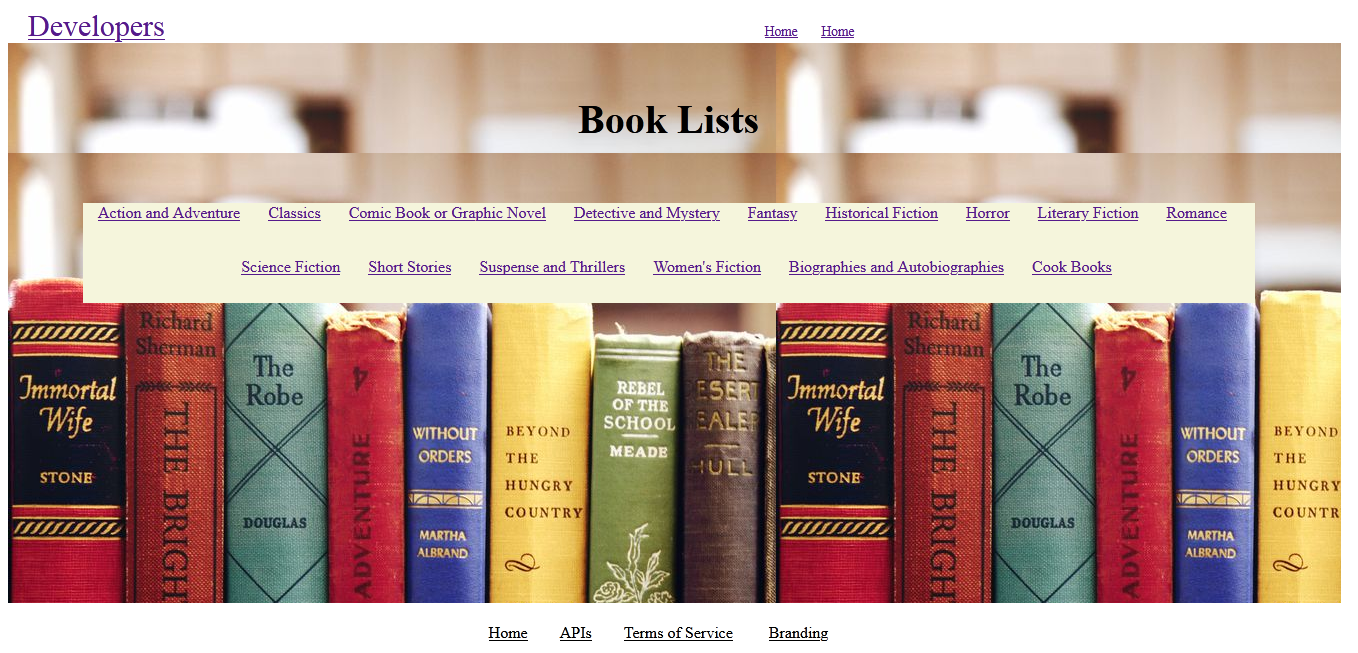 Developers
Home Home
Book Lists
Action and Adventure Classics Comic Book or Graphic Novel Detective and Mystery Fantasy Historical Fiction Horror Literary Fiction Romance
Science Fiction Short Stories Suspense and Thrillers Women's Fiction Biographies and Autobiographies Cook Books
Immortal
Wife
STONE
Richard
Sherman
THE BRIGH
The
Robe
DOUGLAS
4
ADVENTURE
WITHOUT
ORDERS
MARTHA
ALBRAND
BEYOND
THE
HUNGRY
COUNTRY
REBEL
OF THE
SCHOOL
MEADE
THE
ESERT
EALER
HULL
Immortal
Wife
STONE
Richard
Sherman
THE BRIGH
The
Robe
DOUGLAS
4
ADVENTURE
WITHOUT
ORDERS
MARTHA
ALBRAND
BEYOND
THE
HUNGRY
COUNTR
Home APIs Terms of Service Branding